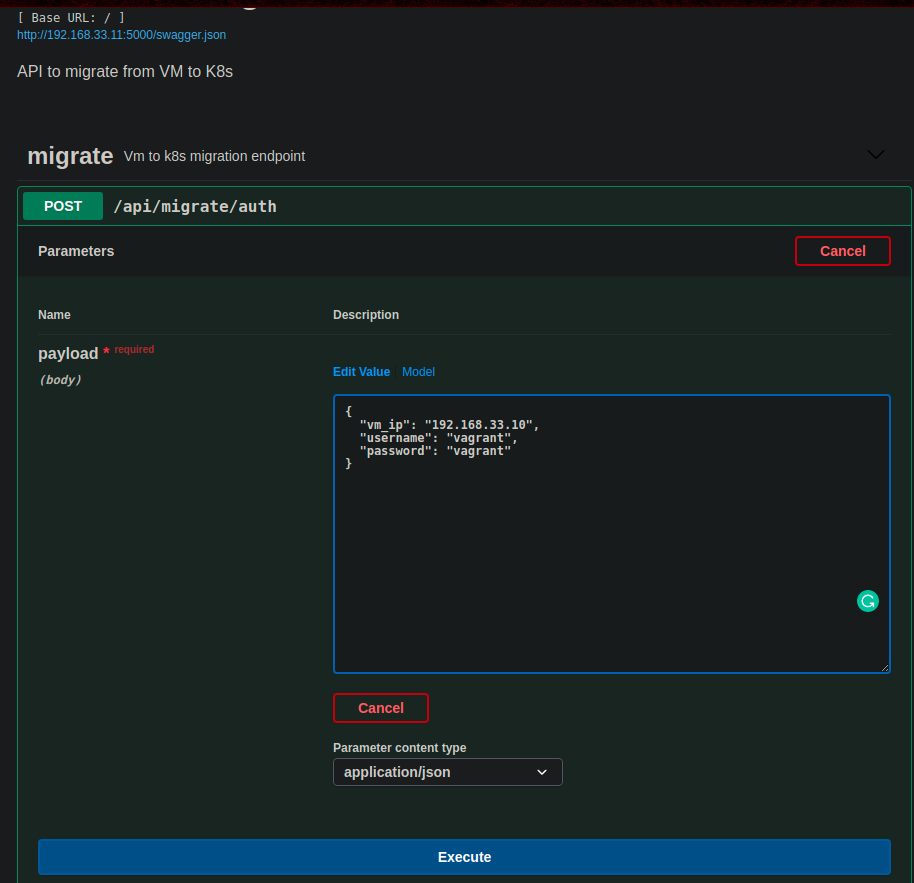 [ Base URL: / ]
http://192.168.33.11:5000/swagger.json
API to migrate from VM to K8s
migrate Vm to k8s migration endpoint
POST /api/migrate/auth
Parameters Cancel
Name Description
payload * required
(body)
Edit Value Model
{
"vm_ip": "192.168.33.10",
"username": "vagrant",
"password": "vagrant"
}
Cancel
Parameter content type
application/json
Execute